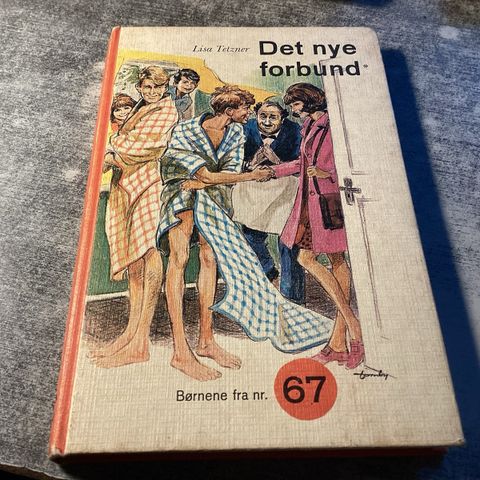 Lisa Tetzner Det nye
forbund*
Børnene fra nr. 67